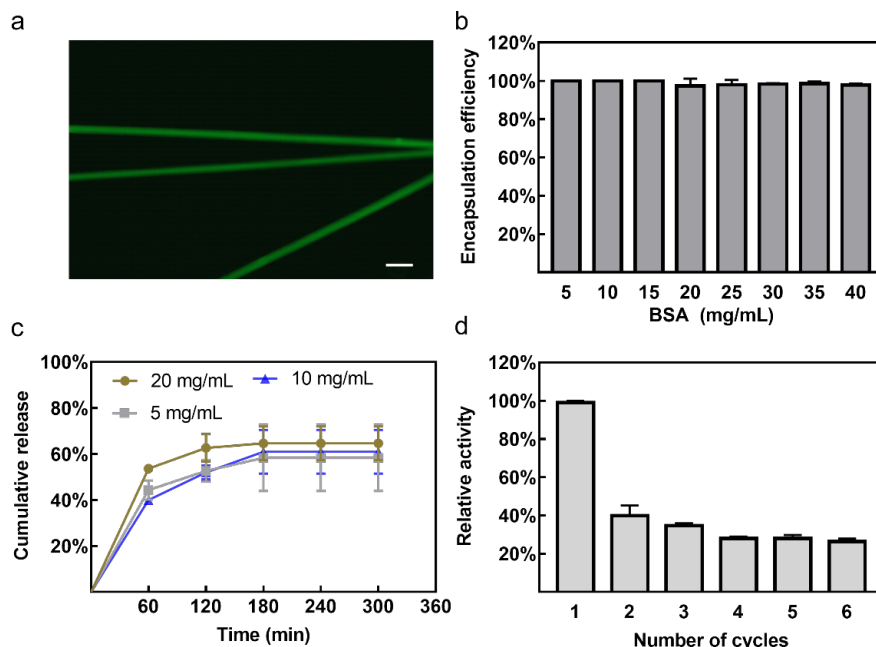 a
b
120%
100%
80%
60%
40%
20%
Encapsulation efficiency
5 10 15 20 25 30 35 40
BSA (mg/mL)
c
100%
80%
60%
40%
20%
Cumulative release
20 mg/mL
10 mg/mL
5 mg/mL
60 120 180 240 300 360
Time (min)
d
120%
100%
80%
60%
40%
20%
Relative activity
1 2 3 4 5 6
Number of cycles